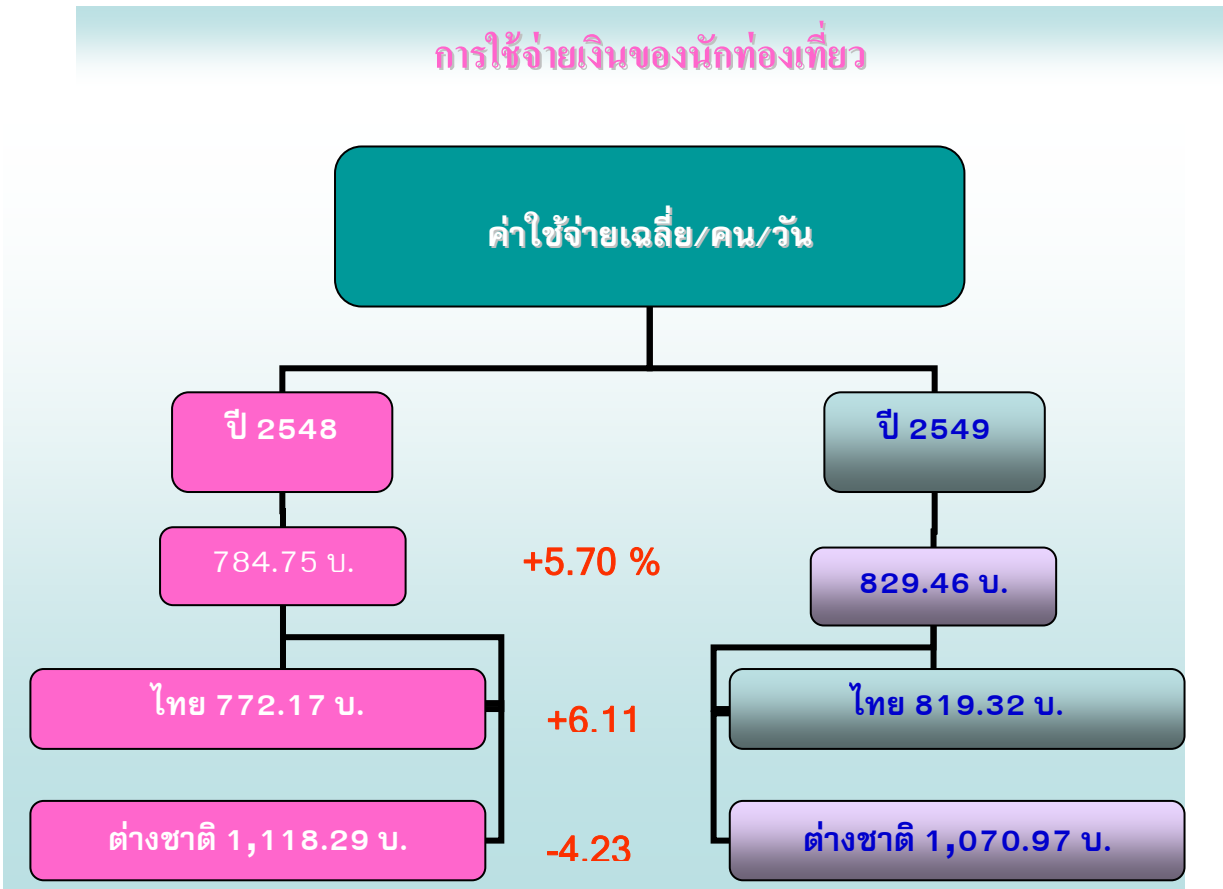 การใช้จ่ายเงินของนักท่องเที่ยว
ค่าใช้จ่ายเฉลี่ย/คน/วัน
ปี 2548
ปี 2549
784.75 บ.
+5.70 %
829.46 บ.
ไทย 772.17 บ.
+6.11
ไทย 819.32 บ.
ต่างชาติ 1,118.29 บ.
-4.23
ต่างชาติ 1,070.97 บ.